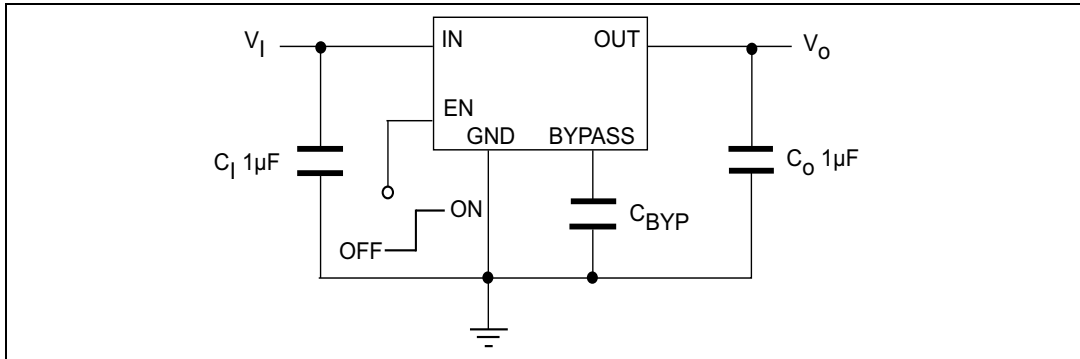 V_I
IN
OUT
V_o
EN
GND
BYPASS
C_I 1µF
C_o 1µF
ON
OFF
C_BYP